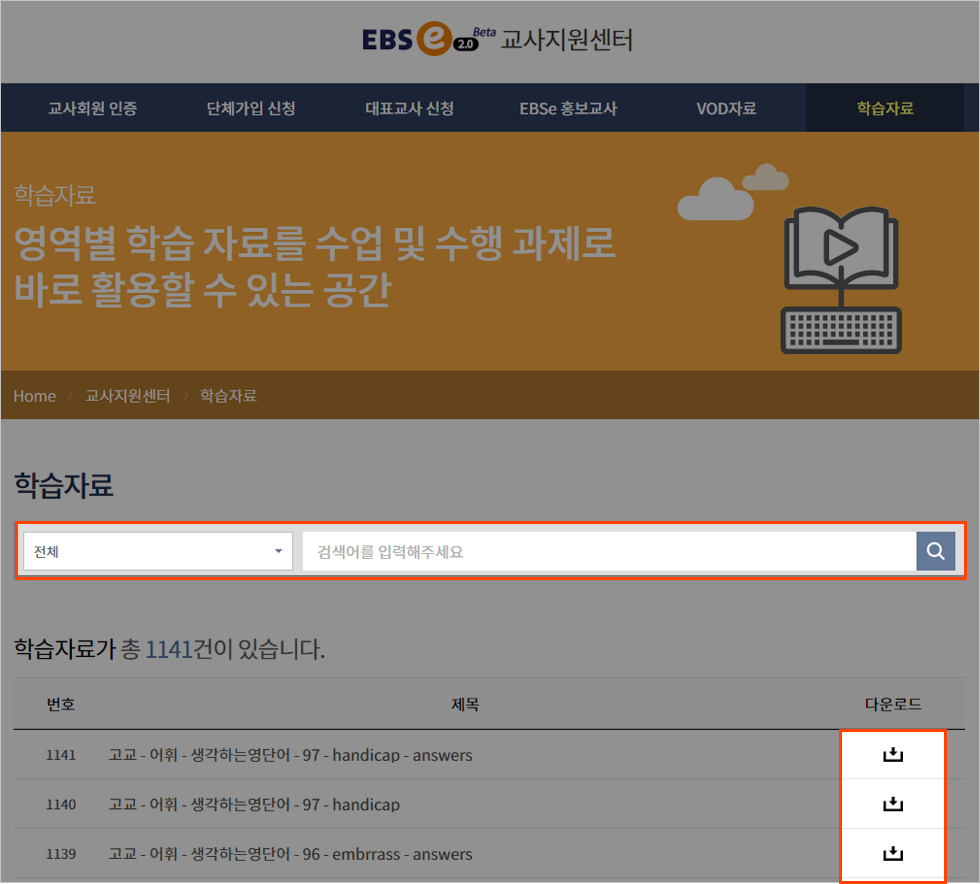 EBS e 2.0 Beta 교사지원센터
교사회원 인증 단체가입 신청 대표교사 신청 EBSe 홍보교사 VOD자료 학습자료
학습자료
영역별 학습 자료를 수업 및 수행 과제로
바로 활용할 수 있는 공간
Home > 교사지원센터 > 학습자료
학습자료
전체 검색어를 입력해주세요
학습자료가 총 1141건이 있습니다.
번호 제목 다운로드
1141 고교 - 어휘 - 생각하는영단어 - 97 - handicap - answers
1140 고교 - 어휘 - 생각하는영단어 - 97 - handicap
1139 고교 - 어휘 - 생각하는영단어 - 96 - embrrass - answers